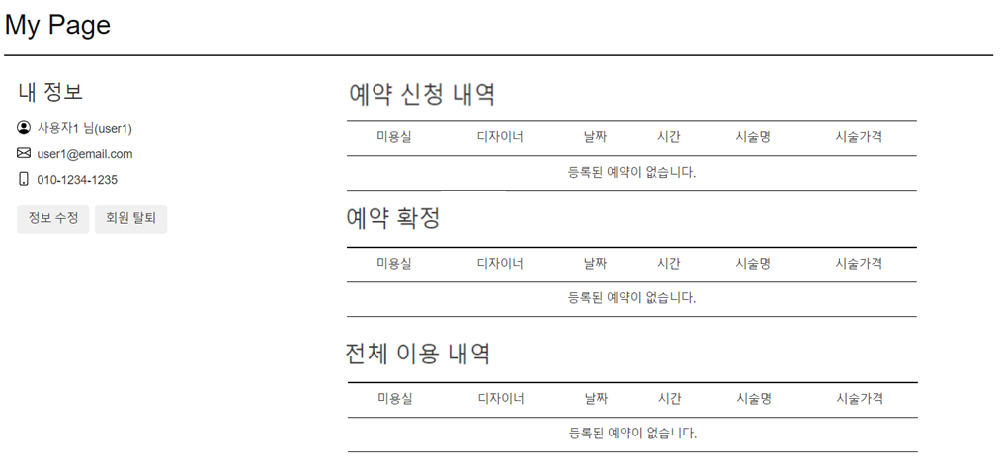 My Page
내 정보
사용자1 님(user1)
user1@email.com
010-1234-1235
정보 수정 회원 탈퇴
예약 신청 내역
미용실 디자이너 날짜 시간 시술명 시술가격
등록된 예약이 없습니다.
예약 확정
미용실 디자이너 날짜 시간 시술명 시술가격
등록된 예약이 없습니다.
전체 이용 내역
미용실 디자이너 날짜 시간 시술명 시술가격
등록된 예약이 없습니다.